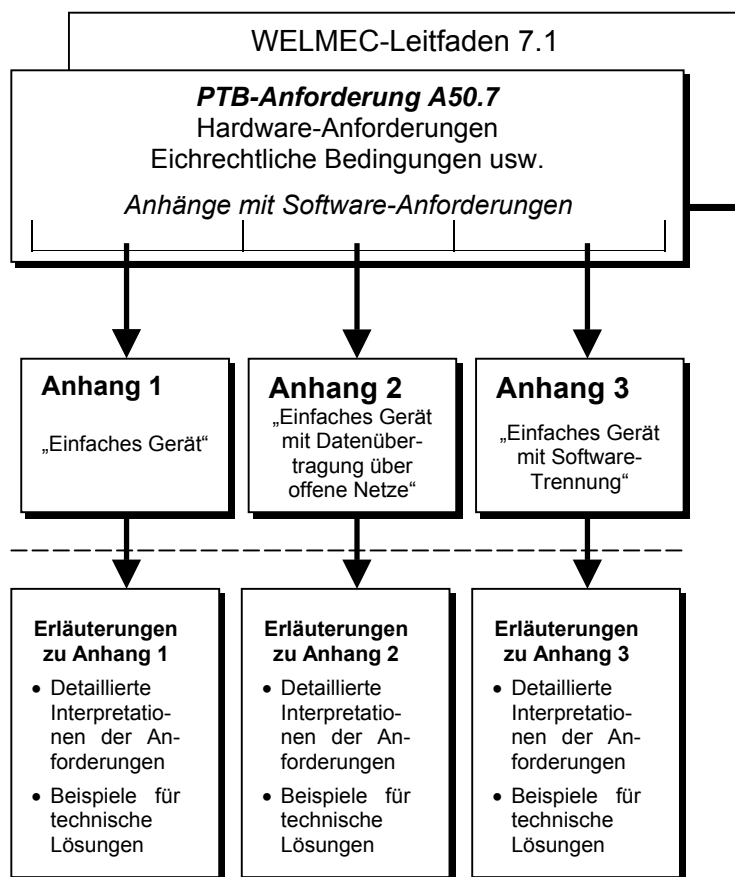 WELMEC-Leitfaden 7.1
PTB-Anforderung A50.7
Hardware-Anforderungen
Eichrechtliche Bedingungen usw.
Anhänge mit Software-Anforderungen
Anhang 1
„Einfaches Gerät“
Anhang 2
„Einfaches Gerät
mit Datenüber-
tragung über
offene Netze“
Anhang 3
„Einfaches Gerät
mit Software-
Trennung“
Erläuterungen
zu Anhang 1
• Detaillierte
Interpretatio-
nen der An-
forderungen
• Beispiele für
technische
Lösungen
Erläuterungen
zu Anhang 2
• Detaillierte
Interpretatio-
nen der An-
forderungen
• Beispiele für
technische
Lösungen
Erläuterungen
zu Anhang 3
• Detaillierte
Interpretatio-
nen der An-
forderungen
• Beispiele für
technische
Lösungen